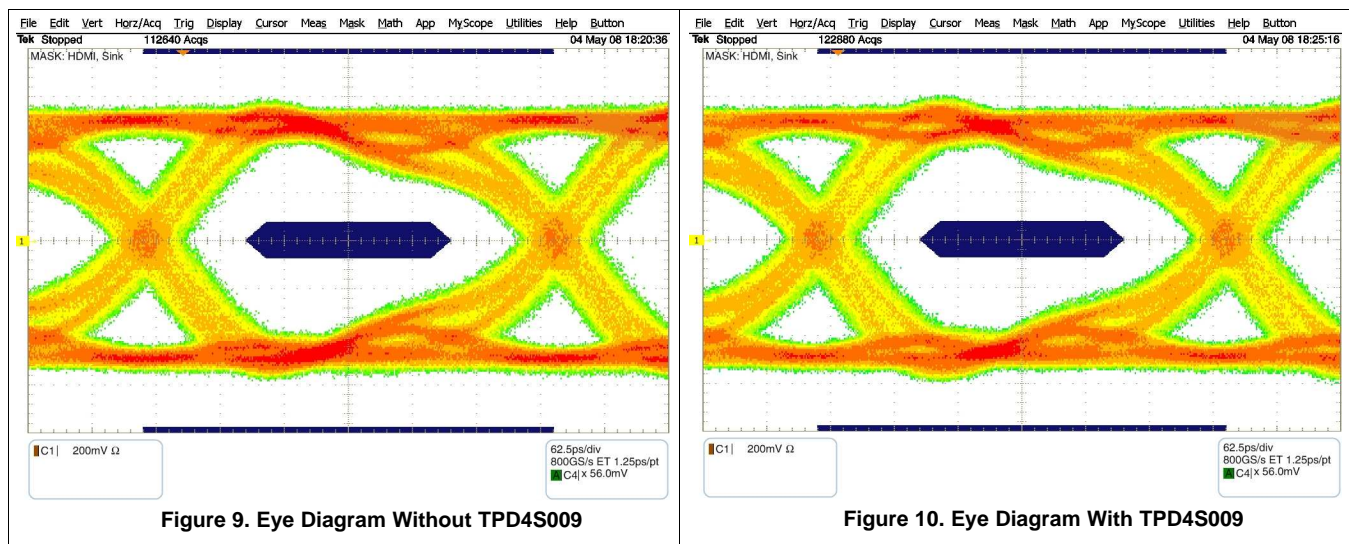 File Edit Vert Horz/Acq Trig Display Cursor Meas Mask Math App MyScope Utilities Help Button
Tek Stopped 112640 Acqs 04 May 08 18:20:36
MASK: HDMI, Sink
1
C1 200mV Ω
62.5ps/div
800GS/s ET 1.25ps/pt
A C4 x 56.0mV
Figure 9. Eye Diagram Without TPD4S009
File Edit Vert Horz/Acq Trig Display Cursor Meas Mask Math App MyScope Utilities Help Button
Tek Stopped 122880 Acqs 04 May 08 18:25:16
MASK: HDMI, Sink
1
C1 200mV Ω
62.5ps/div
800GS/s ET 1.25ps/pt
A C4 x 56.0mV
Figure 10. Eye Diagram With TPD4S009